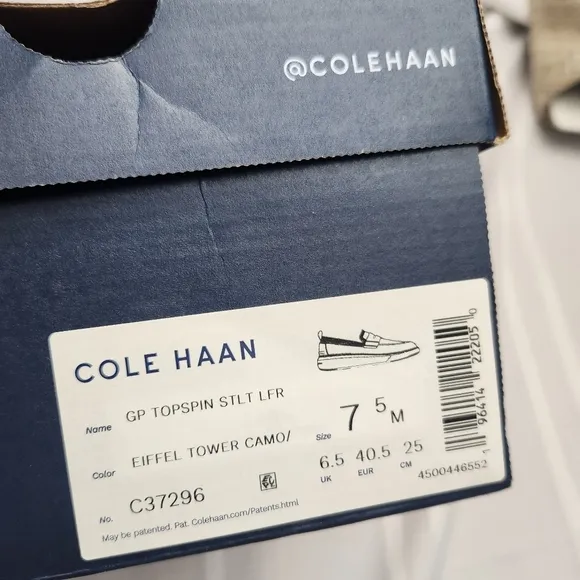 @COLEHAAN
COLE HAAN
Name GP TOPSPIN STLT LFR
Color EIFFEL TOWER CAMO/
No. C37296
May be patented. Pat. Colehaan.com/Patents.html
Size 7 5 M
6.5 40.5 25
UK EUR CM
96414 22205 0
4500446552
1